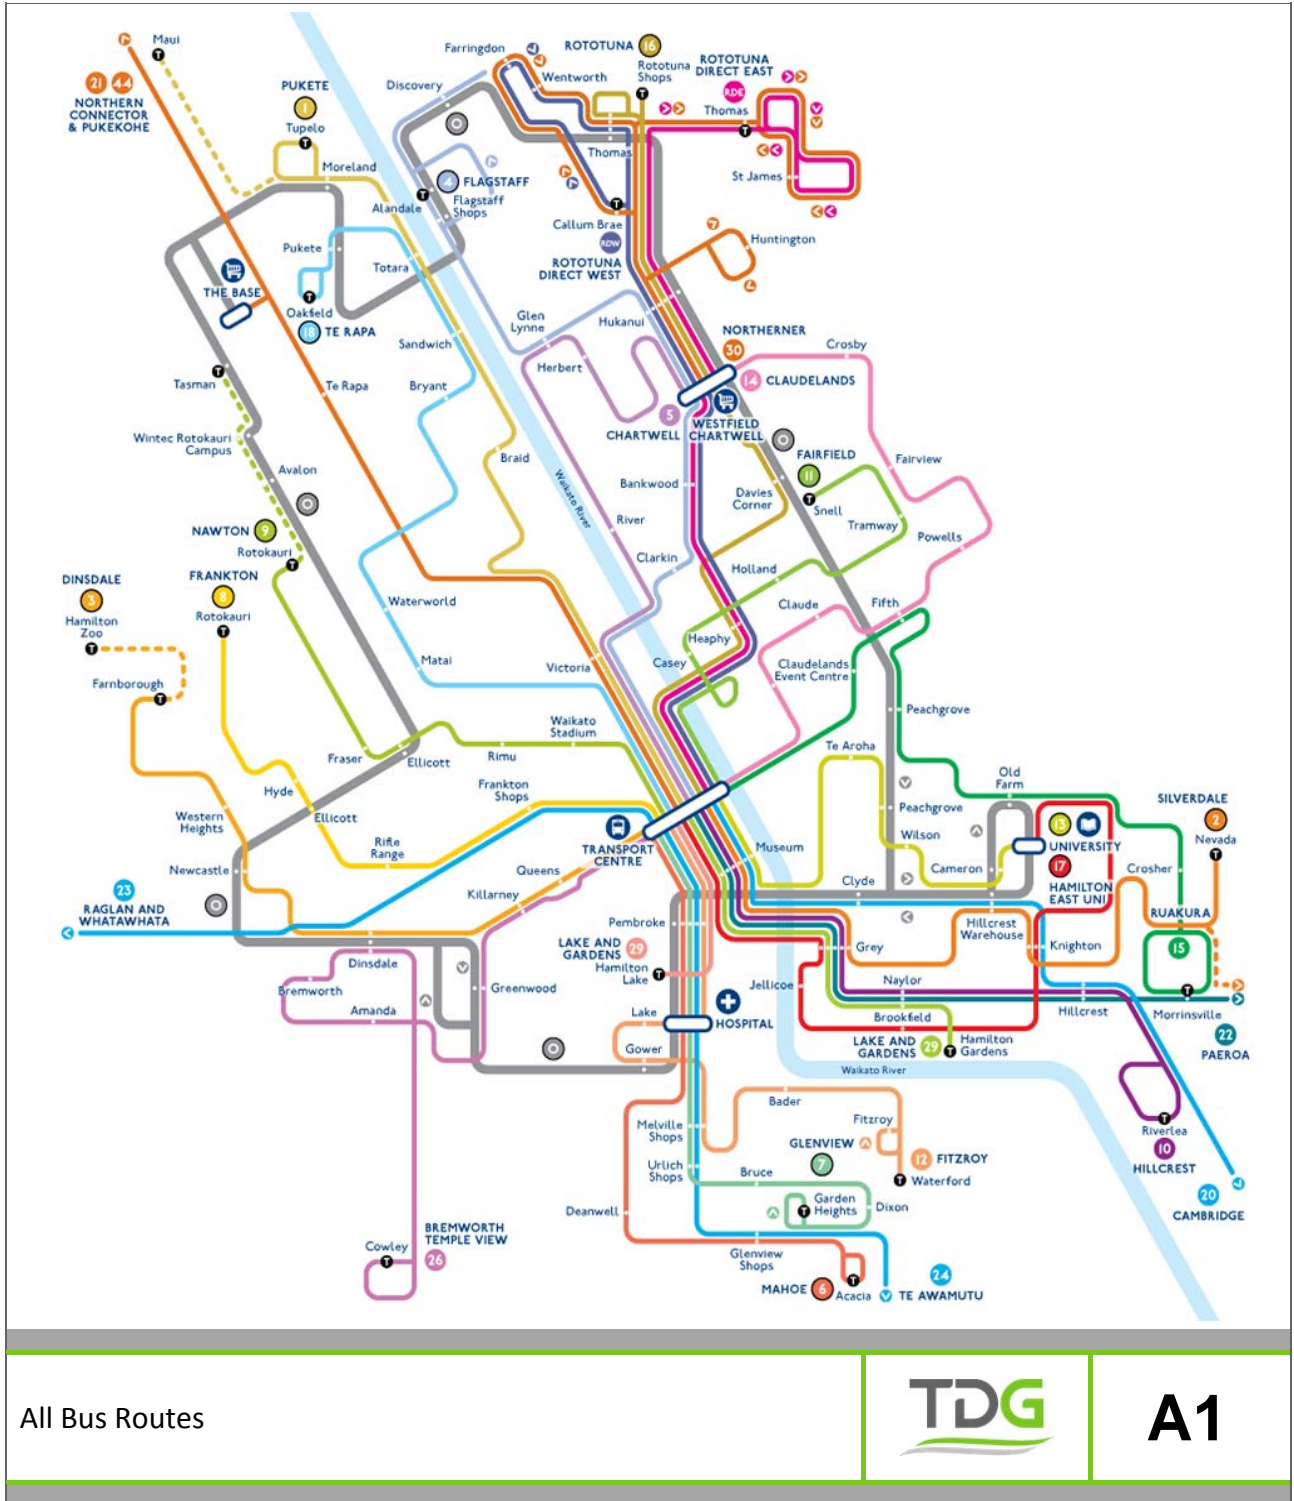 Maui
21 44
NORTHERN
CONNECTOR
& PUKEKOHE
PUKETE
1
Tupelo
Moreland
Farringdon
Discovery
Wentworth
ROTOTUNA 16
Rototuna
Shops
ROTOTUNA
DIRECT EAST
RDE
Thomas
Thomas
St James
4 FLAGSTAFF
Flagstaff
Shops
Alandale
Callum Brae
RDW
ROTOTUNA
DIRECT WEST
Huntington
Pukete
Totara
THE BASE
Oakfield
18 TE RAPA
Glen
Lynne
Hukanui
Sandwich
Herbert
NORTHERNER
30
Crosby
14 CLAUDELANDS
Tasman
Te Rapa
Bryant
5
CHARTWELL
WESTFIELD
CHARTWELL
Wintec Rotokauri
Campus
Avalon
Braid
Waikato River
Bankwood
FAIRFIELD
11
Snell
Fairview
Davies
Corner
Tramway
River
Powells
NAWTON 9
Rotokauri
Clarkin
Holland
DINSDALE
3
Hamilton
Zoo
FRANKTON
8
Rotokauri
Waterworld
Claude
Fifth
Heaphy
Farnborough
Matai
Victoria
Casey
Claudelands
Event Centre
Peachgrove
Waikato
Stadium
Fraser
Ellicott
Rimu
Te Aroha
Old
Farm
Hyde
Frankton
Shops
Peachgrove
SILVERDALE
2
Nevada
Western
Heights
Ellicott
Rifle
Range
TRANSPORT
CENTRE
Museum
Wilson
13
UNIVERSITY
17
HAMILTON
EAST UNI
Newcastle
Queens
Cameron
Crosher
Killarney
Clyde
23
RAGLAN AND
WHATAWHATA
Pembroke
Hillcrest
Warehouse
RUAKURA
15
LAKE AND
GARDENS 29
Hamilton
Lake
Grey
Knighton
Dinsdale
Bremworth
Greenwood
Jellicoe
Naylor
Amanda
Lake
HOSPITAL
Brookfield
Hillcrest
Morrinsville
22
PAEROA
Gower
LAKE AND
GARDENS 29
Hamilton
Gardens
Waikato River
Bader
Melville
Shops
Fitzroy
Riverlea
10
HILLCREST
GLENVIEW
7
12 FITZROY
Waterford
Urlich
Shops
Bruce
20
CAMBRIDGE
Deanwell
Garden
Heights
Dixon
BREMWORTH
TEMPLE VIEW
26
Cowley
Glenview
Shops
24
MAHOE 6 Acacia
TE AWAMUTU
All Bus Routes
TDG
A1